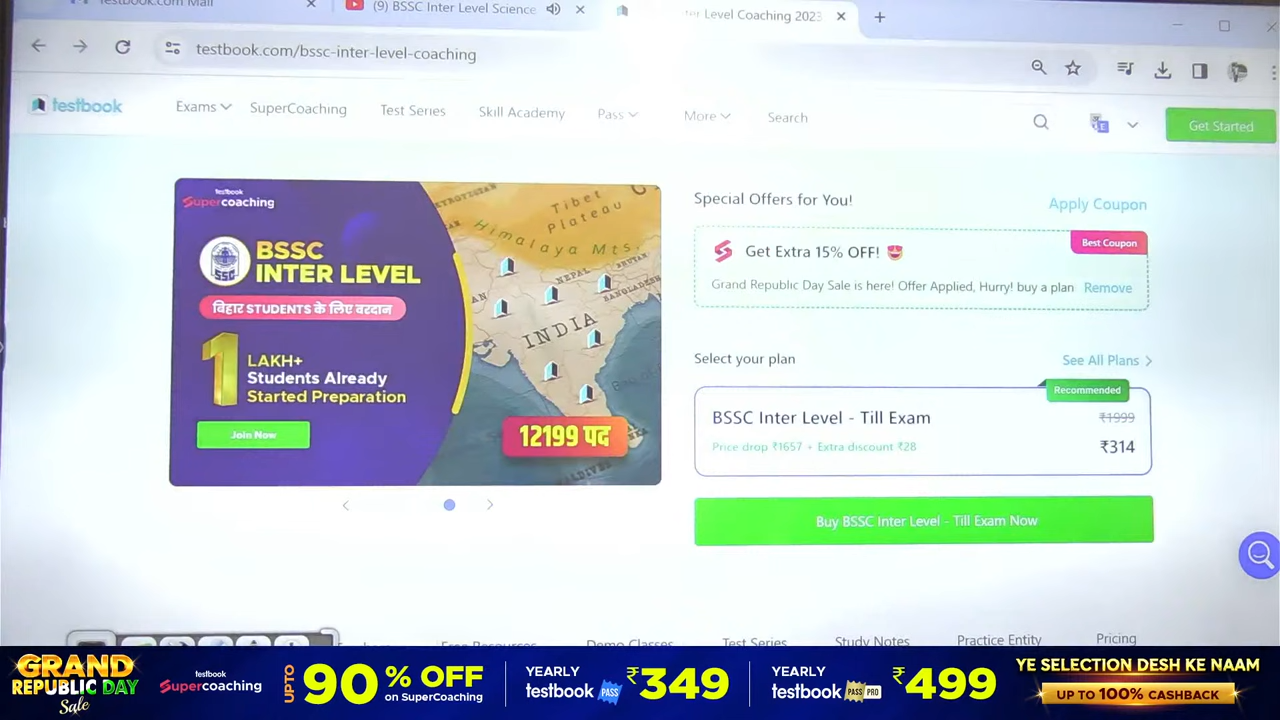 testbook.com Mail
(9) BSSC Inter Level Science
Level Coaching 2023
testbook.com/bssc-inter-level-coaching
testbook
Exams
SuperCoaching
Test Series
Skill Academy
Pass
More
Search
Get Started
testbook
Supercoaching
SSC
BSSC
INTER LEVEL
बिहार STUDENTS के लिए वरदान
1 LAKH+
Students Already
Started Preparation
Join Now
Tibet
Plateau
Himalaya Mts.
NEPAL
BHUTAN
BANGLADESH
INDIA
12199 पद
Special Offers for You!
Apply Coupon
Best Coupon
Get Extra 15% OFF!
Grand Republic Day Sale is here! Offer Applied, Hurry! buy a plan
Remove
Select your plan
See All Plans
Recommended
BSSC Inter Level - Till Exam
₹1999
Price drop ₹1657 + Extra discount ₹28
₹314
Buy BSSC Inter Level - Till Exam Now
Free Resources
Demo Classes
Test Series
Study Notes
Practice Entity
Pricing
GRAND
REPUBLIC DAY
Sale
testbook
Supercoaching
UPTO
90% OFF
on SuperCoaching
YEARLY
testbook PASS
₹349
YEARLY
testbook PASS PRO
₹499
YE SELECTION DESH KE NAAM
UP TO 100% CASHBACK